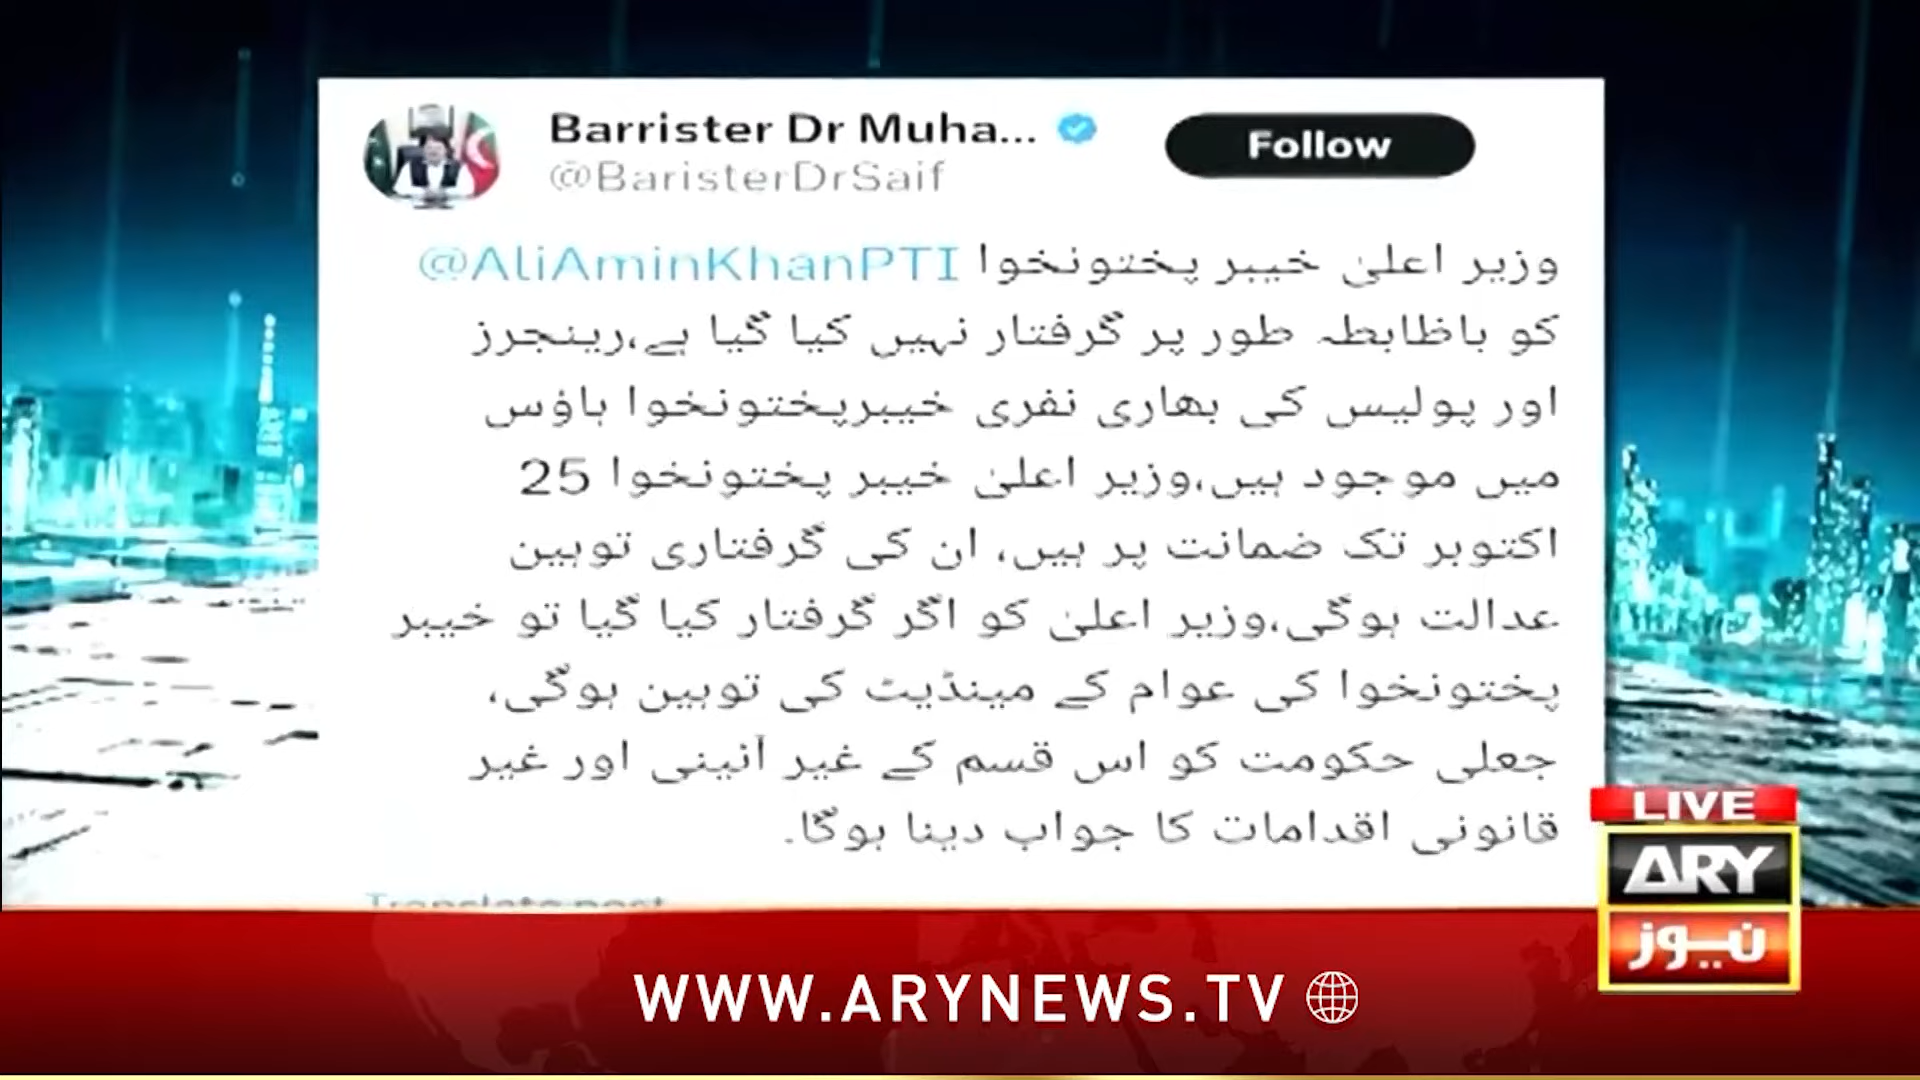 Barrister Dr Muha...
Follow
@BaristerDrSaif
وزیر اعلیٰ خیبر پختونخوا @AliAminKhanPTI
کو باظابطہ طور پر گرفتار نہیں کیا گیا ہے،رینجرز
اور پولیس کی بھاری نفری خیبرپختونخوا ہاؤس
میں موجود ہیں،وزیر اعلیٰ خیبر پختونخوا 25
اکتوبر تک ضمانت پر ہیں، ان کی گرفتاری توہین
عدالت ہوگی،وزیر اعلیٰ کو اگر گرفتار کیا گیا تو خیبر
پختونخوا کی عوام کے مینڈیٹ کی توہین ہوگی،
جعلی حکومت کو اس قسم کے غیر آئینی اور غیر
قانونی اقدامات کا جواب دینا ہوگا.
Translate post
LIVE
ARY
نیوز
WWW.ARYNEWS.TV